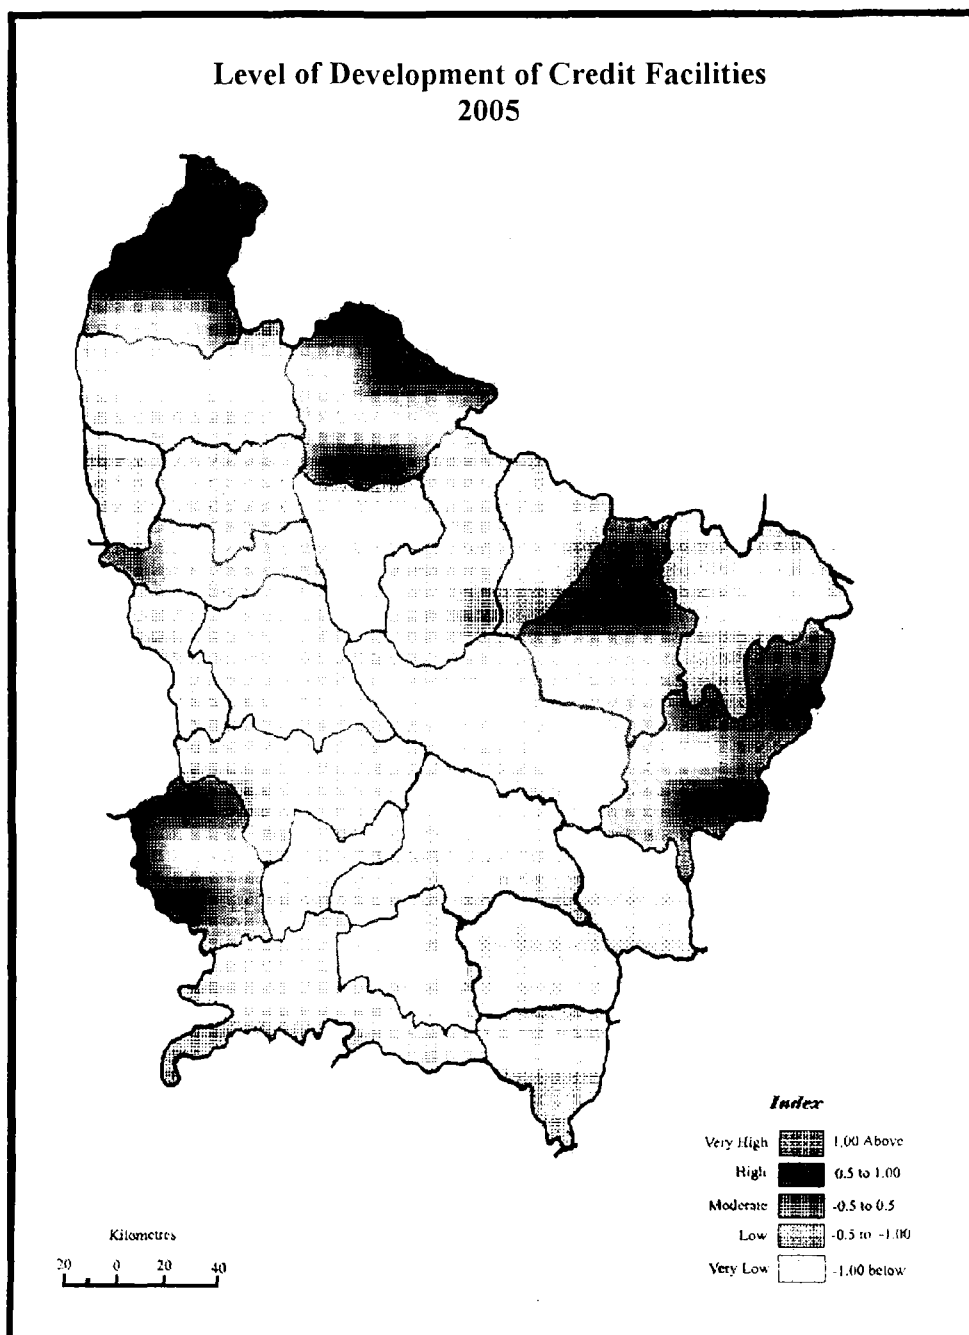 Level of Development of Credit Facilities
2005
Index
Very High 1.00 Above
High 0.5 to 1.00
Moderate -0.5 to 0.5
Low -0.5 to -1.00
Very Low -1.00 below
Kilometres
20 0 20 40